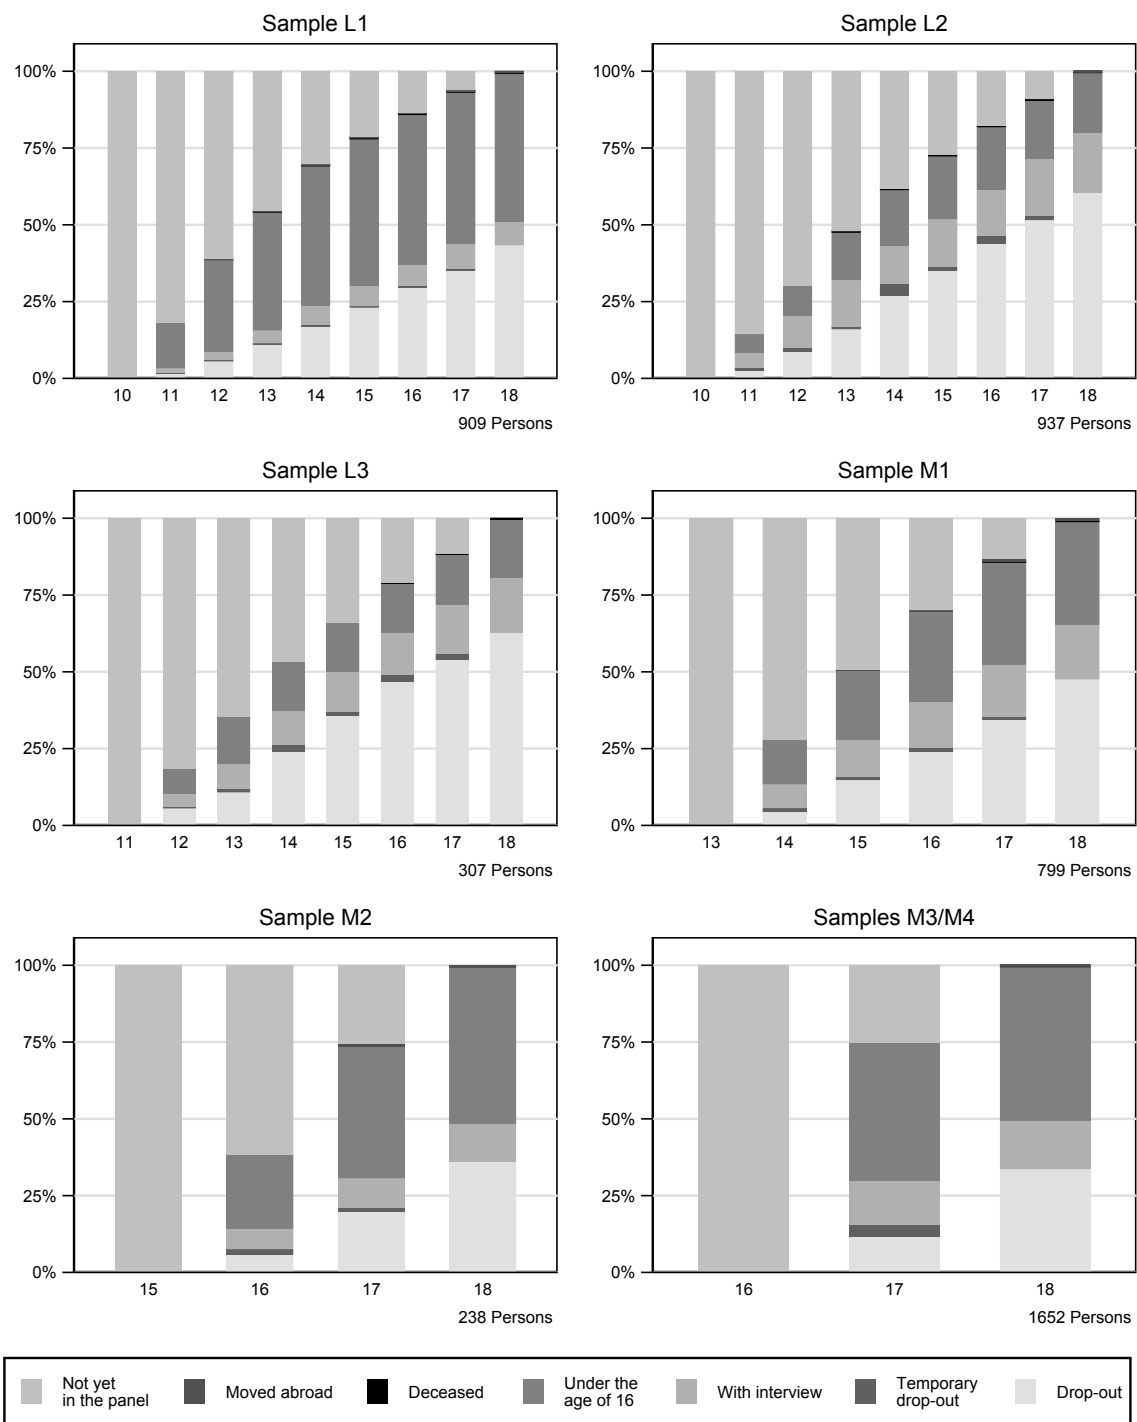 Sample L1
100%
75%
50%
25%
0%
10 11 12 13 14 15 16 17 18
909 Persons
Sample L2
100%
75%
50%
25%
0%
10 11 12 13 14 15 16 17 18
937 Persons
Sample L3
100%
75%
50%
25%
0%
11 12 13 14 15 16 17 18
307 Persons
Sample M1
100%
75%
50%
25%
0%
13 14 15 16 17 18
799 Persons
Sample M2
100%
75%
50%
25%
0%
15 16 17 18
238 Persons
Samples M3/M4
100%
75%
50%
25%
0%
16 17 18
1652 Persons
Not yet
in the panel
Moved abroad
Deceased
Under the
age of 16
With interview
Temporary
drop-out
Drop-out